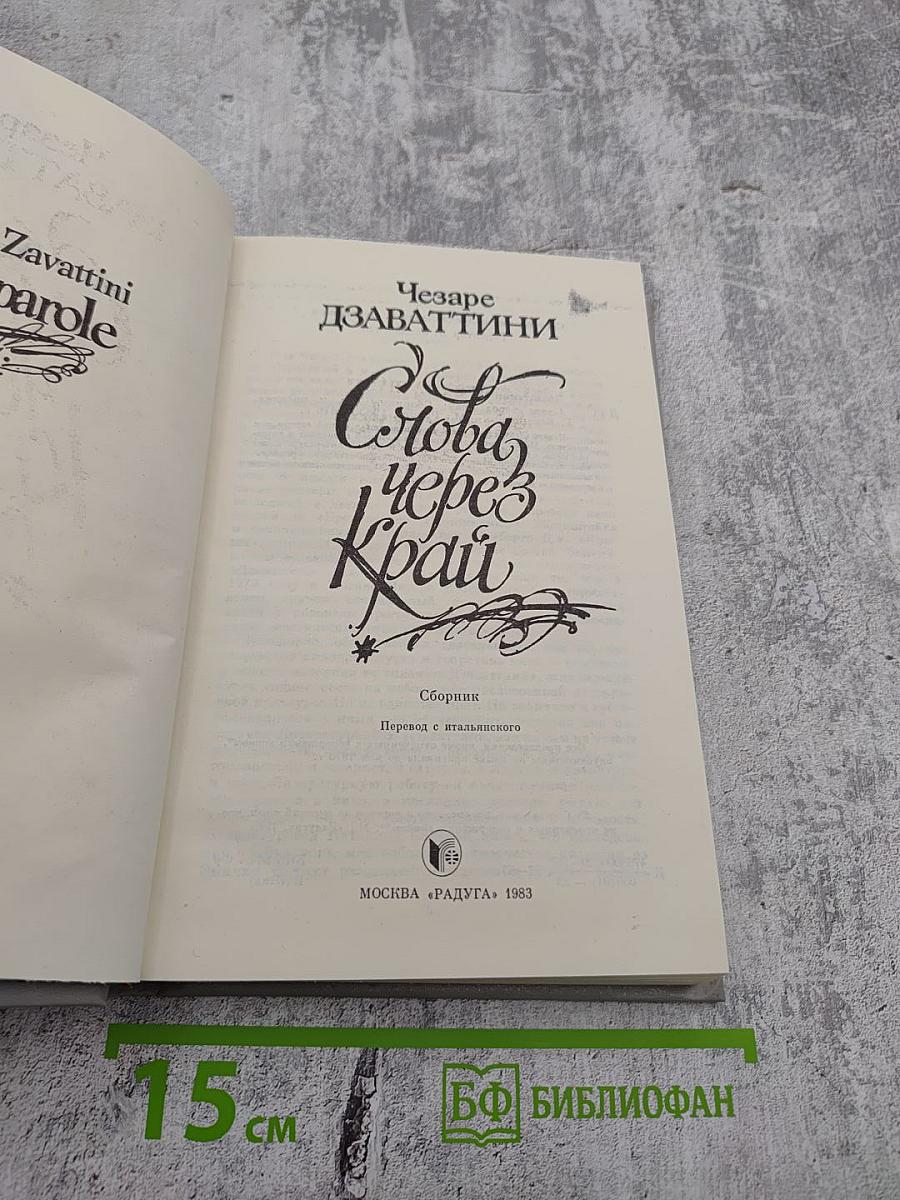 Zavattini
parole
Чезаре
ДЗАВАТТИНИ
Слова
через
Край
Сборник
Перевод с итальянского
МОСКВА «РАДУГА» 1983
15 см
БФ БИБЛИОФАН